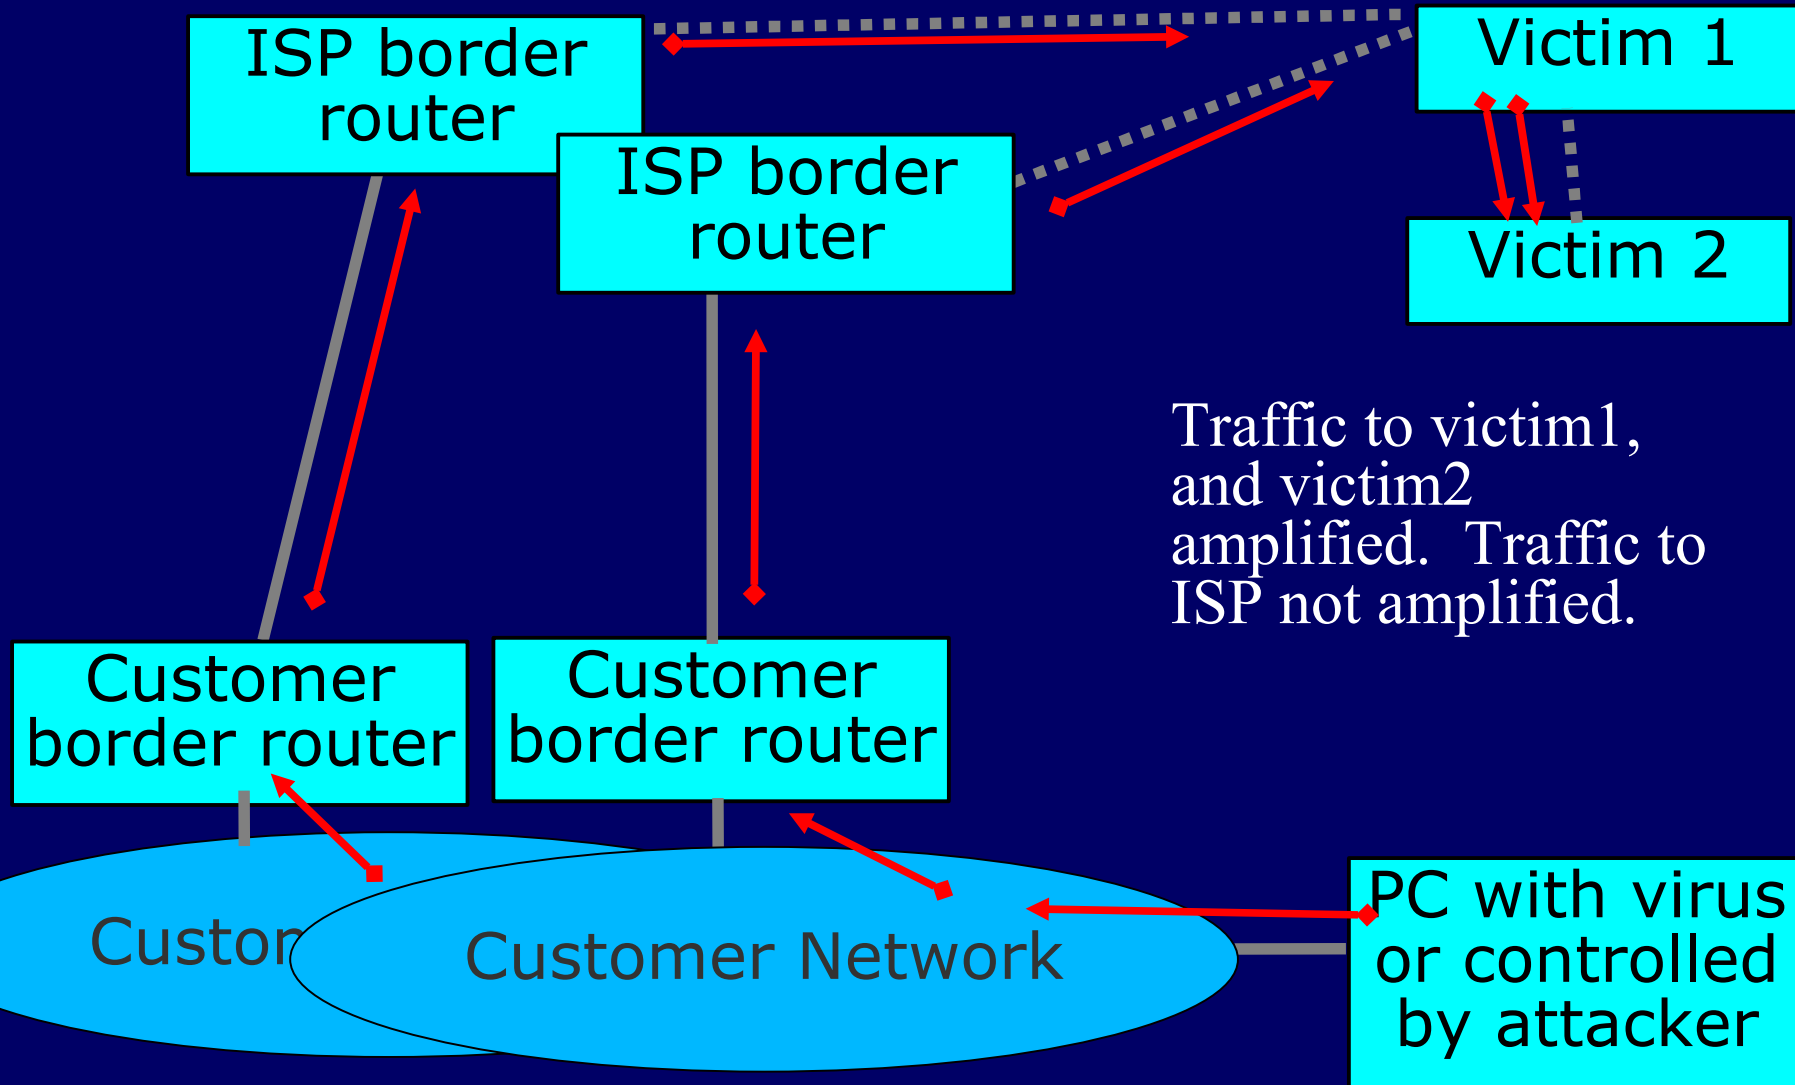 ISP border
router
ISP border
router
Victim 1
Victim 2
Traffic to victim1,
and victim2
amplified.  Traffic to
ISP not amplified.
Customer
border router
Customer
border router
Customer Network
PC with virus
or controlled
by attacker